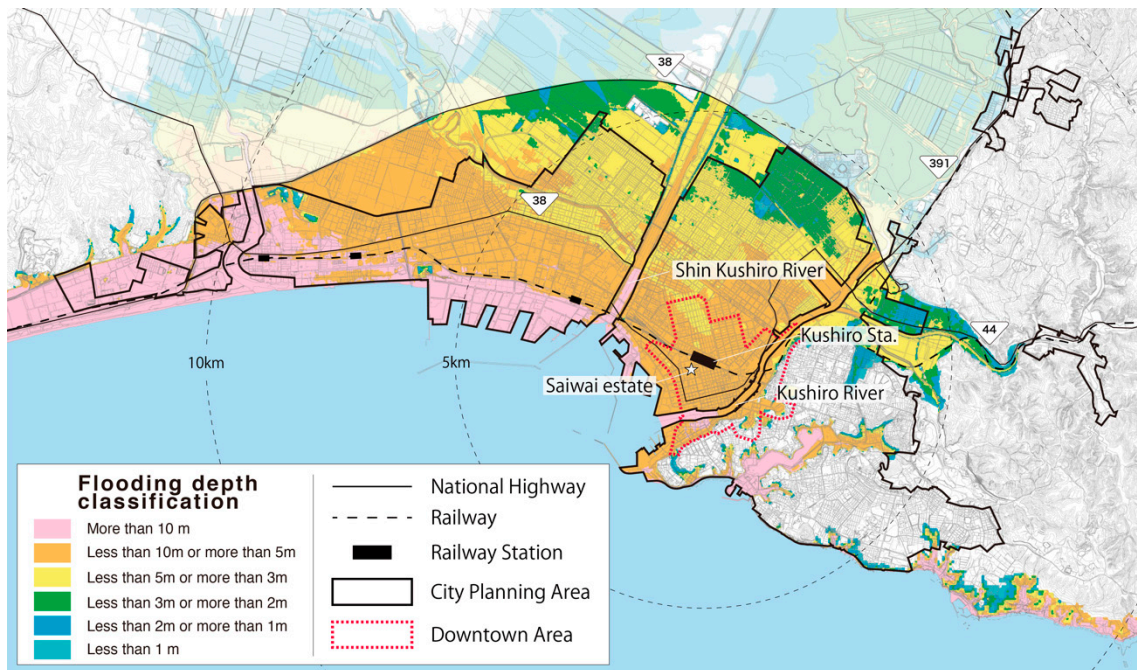 38
391
38
Shin Kushiro River
44
Kushiro Sta.
10km
5km
Saiwai estate
Kushiro River
Flooding depth
classification
More than 10 m
Less than 10m or more than 5m
Less than 5m or more than 3m
Less than 3m or more than 2m
Less than 2m or more than 1m
Less than 1 m
National Highway
Railway
Railway Station
City Planning Area
Downtown Area